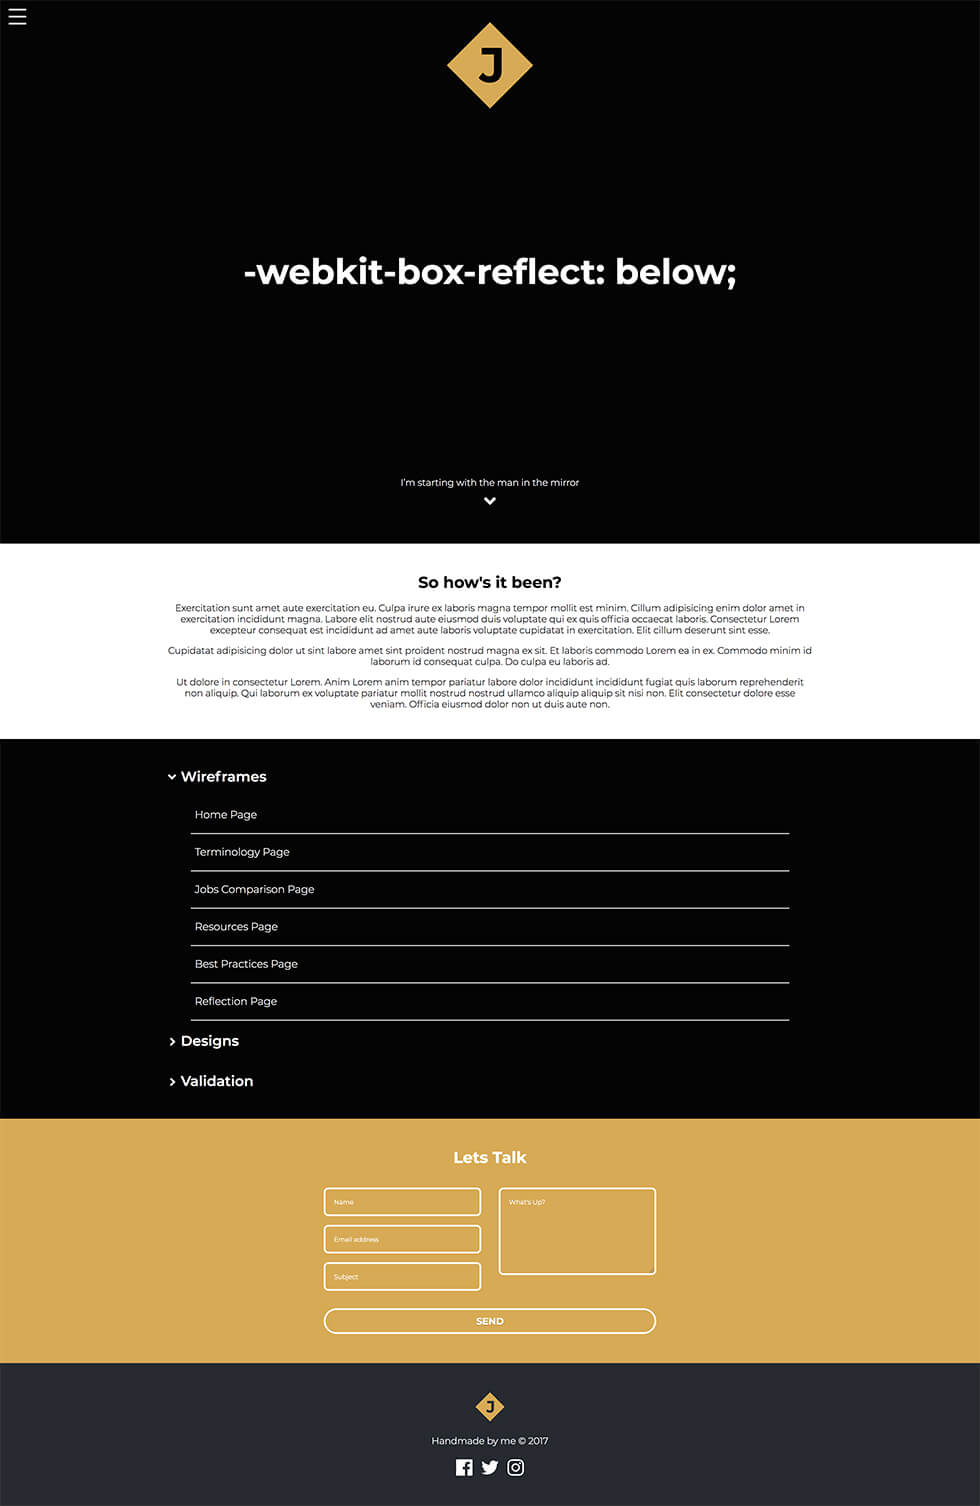 J
-webkit-box-reflect: below;
I'm starting with the man in the mirror
So how's it been?
Exercitation sunt amet aute exercitation eu. Culpa irure ex laboris magna tempor mollit est minim. Cillum adipisicing enim dolor amet in
exercitation incididunt magna. Labore elit nostrud aute eiusmod duis voluptate qui ex quis officia occaecat laboris. Consectetur Lorem
excepteur consequat est incididunt ad amet aute laboris voluptate cupidatat in exercitation. Elit cillum deserunt sint esse.
Cupidatat adipisicing dolor ut sint labore amet sint proident nostrud magna ex sit. Et laboris commodo Lorem ea in ex. Commodo minim id
laborum id consequat culpa. Do culpa eu laboris ad.
Ut dolore in consectetur Lorem. Anim Lorem anim tempor pariatur labore dolor incididunt incididunt fugiat quis laborum reprehenderit
non aliquip. Qui laborum ex voluptate pariatur mollit nostrud nostrud ullamco aliquip aliquip sit nisi non. Elit consectetur dolore esse
veniam. Officia eiusmod dolor non ut duis aute non.
Wireframes
Home Page
Terminology Page
Jobs Comparison Page
Resources Page
Best Practices Page
Reflection Page
Designs
Validation
Lets Talk
Name
Email address
Subject
What's Up?
SEND
J
Handmade by me © 2017